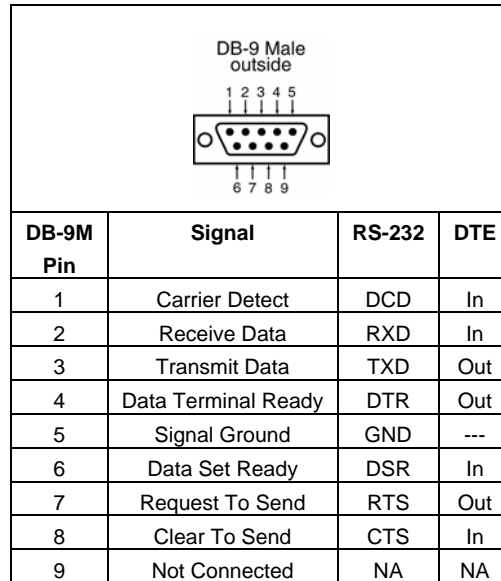 DB-9 Male
outside
1 2 3 4 5
6 7 8 9
DB-9M Pin Signal RS-232 DTE
1 Carrier Detect DCD In
2 Receive Data RXD In
3 Transmit Data TXD Out
4 Data Terminal Ready DTR Out
5 Signal Ground GND ---
6 Data Set Ready DSR In
7 Request To Send RTS Out
8 Clear To Send CTS In
9 Not Connected NA NA